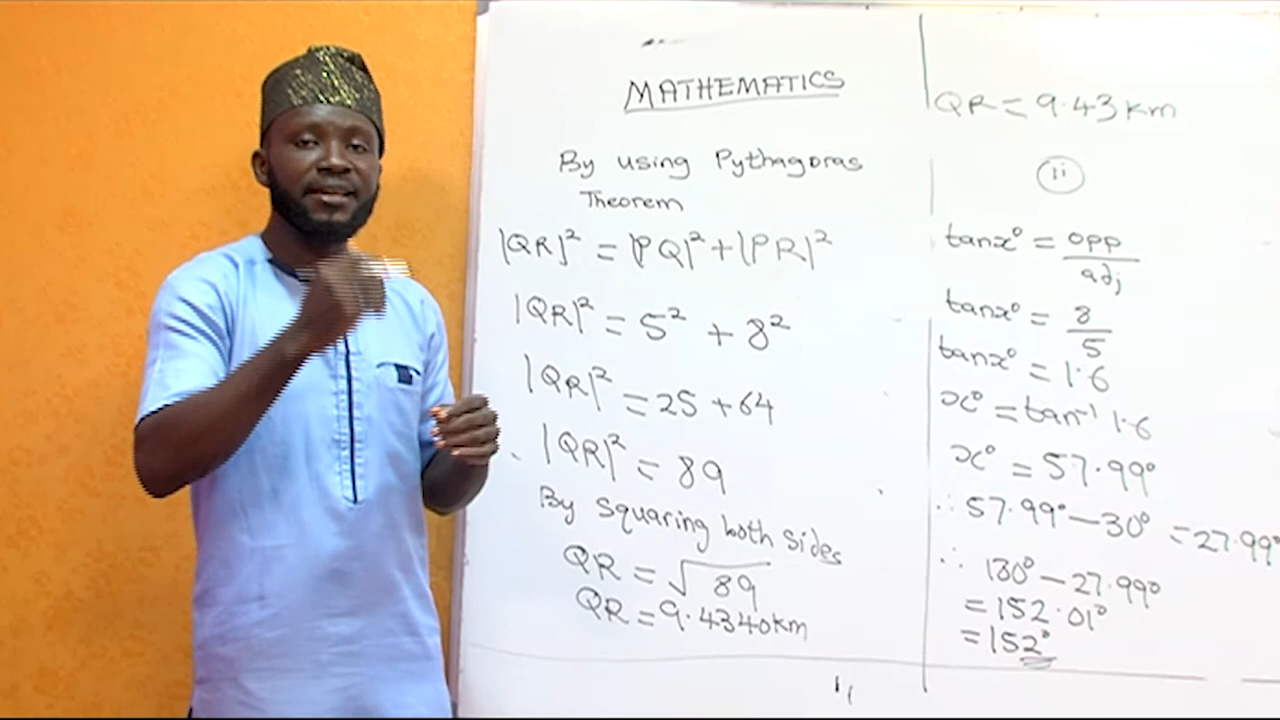 MATHEMATICS
By using Pythagoras
Theorem
|QR|² = |PQ|² + |PR|²
|QR|² = 5² + 8²
|QR|² = 25 + 64
|QR|² = 89
By squaring both sides
QR = √89
QR = 9.4340km
QR = 9.43km
ii
tanx° = opp/adj
tanx° = 8/5
tanx° = 1.6
x° = tan⁻¹ 1.6
x° = 57.99°
∴ 57.99° — 30° = 27.99°
∴ 180° — 27.99°
= 152.01°
= 152°